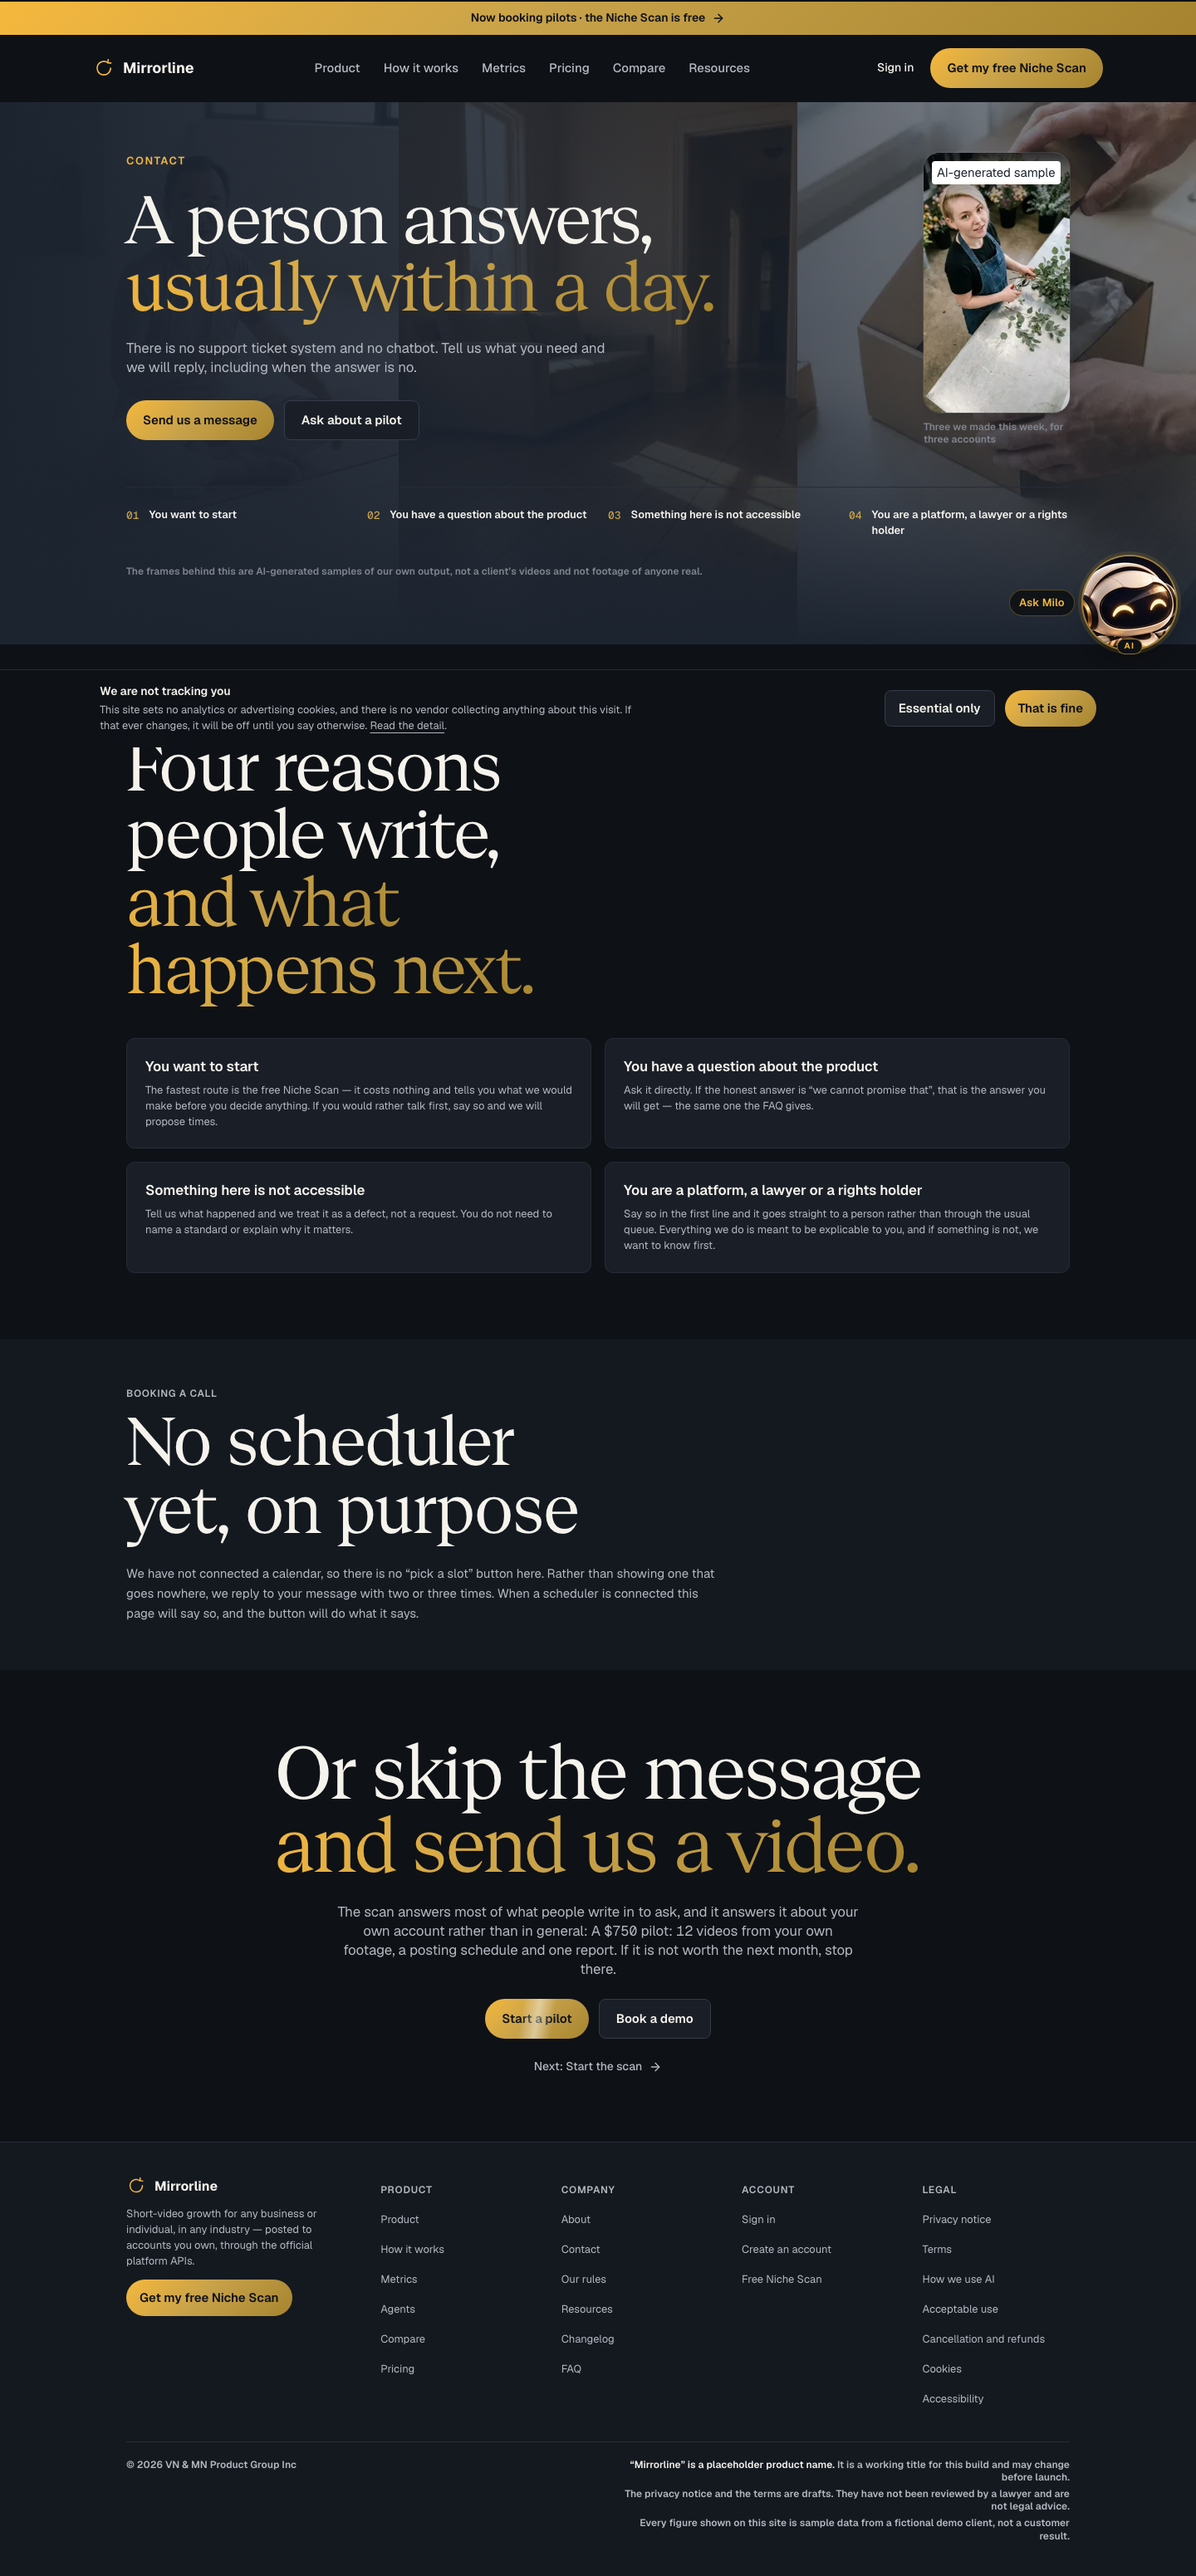 Now booking pilots · the Niche Scan is free →
Mirrorline
Product
How it works
Metrics
Pricing
Compare
Resources
Sign in
Get my free Niche Scan
CONTACT
A person answers,
usually within a day.
There is no support ticket system and no chatbot. Tell us what you need and
we will reply, including when the answer is no.
Send us a message
Ask about a pilot
AI-generated sample
Three we made this week, for
three accounts
01 You want to start
02 You have a question about the product
03 Something here is not accessible
04 You are a platform, a lawyer or a rights
holder
The frames behind this are AI-generated samples of our own output, not a client's videos and not footage of anyone real.
Ask Milo
AI
We are not tracking you
This site sets no analytics or advertising cookies, and there is no vendor collecting anything about this visit. If
that ever changes, it will be off until you say otherwise. Read the detail.
Essential only
That is fine
Four reasons
people write,
and what
happens next.
You want to start
The fastest route is the free Niche Scan — it costs nothing and tells you what we would
make before you decide anything. If you would rather talk first, say so and we will
propose times.
You have a question about the product
Ask it directly. If the honest answer is “we cannot promise that”, that is the answer you
will get — the same one the FAQ gives.
Something here is not accessible
Tell us what happened and we treat it as a defect, not a request. You do not need to
name a standard or explain why it matters.
You are a platform, a lawyer or a rights holder
Say so in the first line and it goes straight to a person rather than through the usual
queue. Everything we do is meant to be explicable to you, and if something is not, we
want to know first.
BOOKING A CALL
No scheduler
yet, on purpose
We have not connected a calendar, so there is no “pick a slot” button here. Rather than showing one that
goes nowhere, we reply to your message with two or three times. When a scheduler is connected this
page will say so, and the button will do what it says.
Or skip the message
and send us a video.
The scan answers most of what people write in to ask, and it answers it about your
own account rather than in general: A $750 pilot: 12 videos from your own
footage, a posting schedule and one report. If it is not worth the next month, stop
there.
Start a pilot
Book a demo
Next: Start the scan →
Mirrorline
Short-video growth for any business or
individual, in any industry — posted to
accounts you own, through the official
platform APIs.
Get my free Niche Scan
PRODUCT
Product
How it works
Metrics
Agents
Compare
Pricing
COMPANY
About
Contact
Our rules
Resources
Changelog
FAQ
ACCOUNT
Sign in
Create an account
Free Niche Scan
LEGAL
Privacy notice
Terms
How we use AI
Acceptable use
Cancellation and refunds
Cookies
Accessibility
© 2026 VN & MN Product Group Inc
“Mirrorline” is a placeholder product name. It is a working title for this build and may change
before launch.
The privacy notice and the terms are drafts. They have not been reviewed by a lawyer and are
not legal advice.
Every figure shown on this site is sample data from a fictional demo client, not a customer
result.